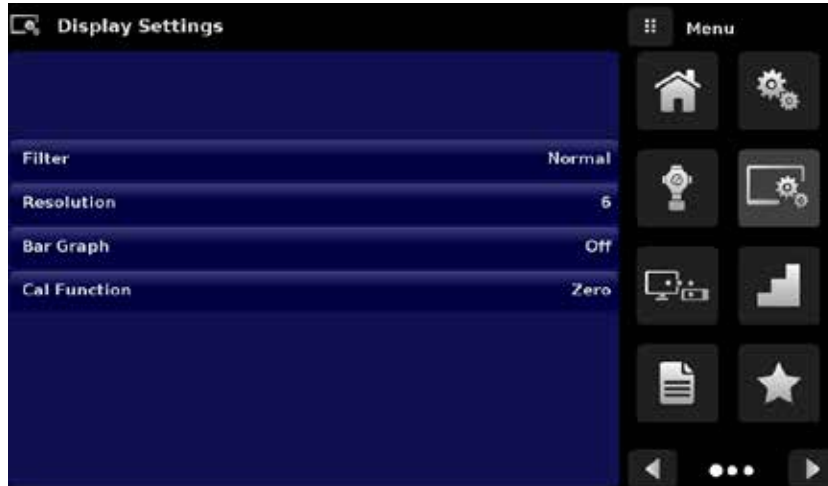 Display Settings
Menu
Filter Normal
Resolution 6
Bar Graph Off
Cal Function Zero